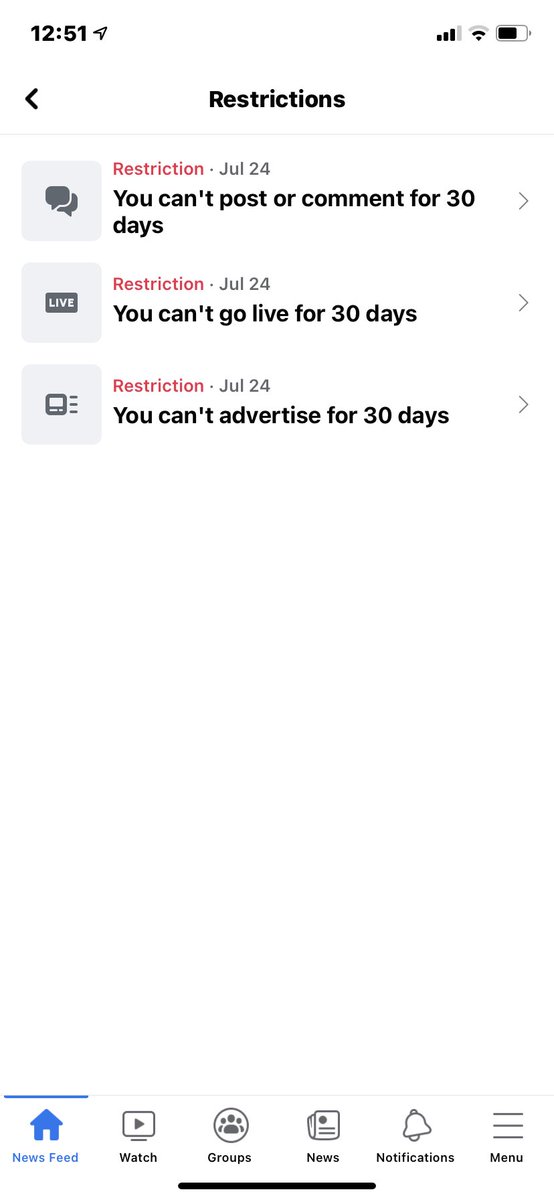 12:51
Restrictions
Restriction · Jul 24
You can't post or comment for 30
days
LIVE
Restriction · Jul 24
You can't go live for 30 days
Restriction · Jul 24
You can't advertise for 30 days
News Feed Watch Groups News Notifications Menu